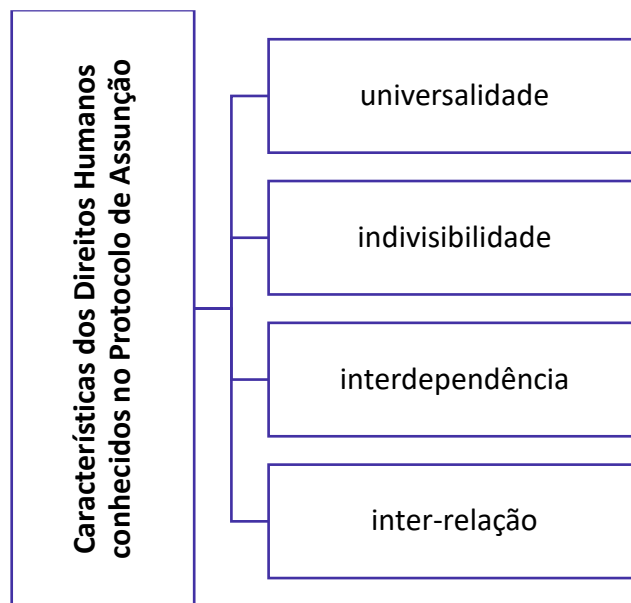 Características dos Direitos Humanos
conhecidos no Protocolo de Assunção
universalidade
indivisibilidade
interdependência
inter-relação